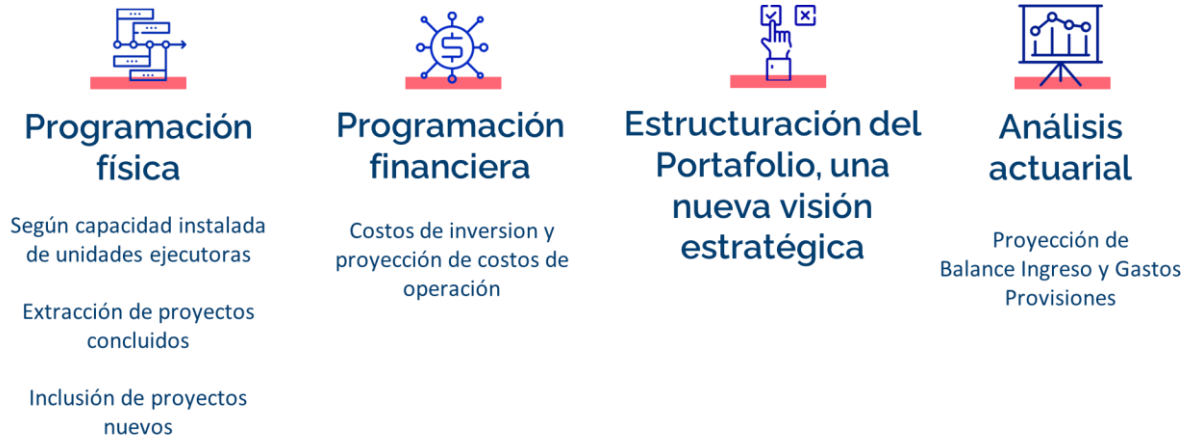 Programación
física
Según capacidad instalada
de unidades ejecutoras
Extracción de proyectos
concluidos
Inclusión de proyectos
nuevos
Programación
financiera
Costos de inversion y
proyección de costos de
operación
Estructuración del
Portafolio, una
nueva visión
estratégica
Análisis
actuarial
Proyección de
Balance Ingreso y Gastos
Provisiones